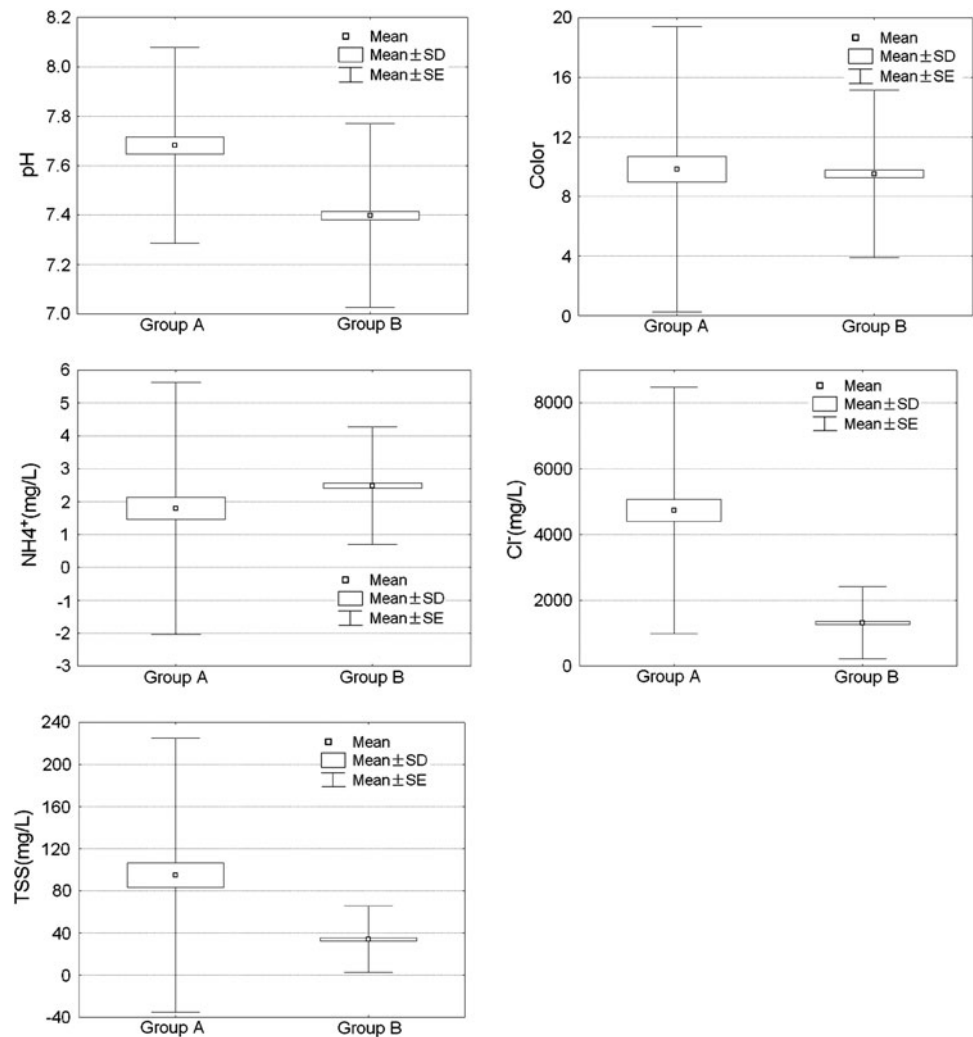 8.2
8.0
7.8
7.6
7.4
7.2
7.0
pH
Mean
Mean±SD
Mean±SE
Group A
Group B
20
16
12
8
4
0
Color
Mean
Mean±SD
Mean±SE
Group A
Group B
6
5
4
3
2
1
0
-1
-2
-3
NH4⁺(mg/L)
Mean
Mean±SD
Mean±SE
Group A
Group B
8000
6000
4000
2000
0
Cl⁻(mg/L)
Mean
Mean±SD
Mean±SE
Group A
Group B
240
200
160
120
80
40
0
-40
TSS(mg/L)
Mean
Mean±SD
Mean±SE
Group A
Group B